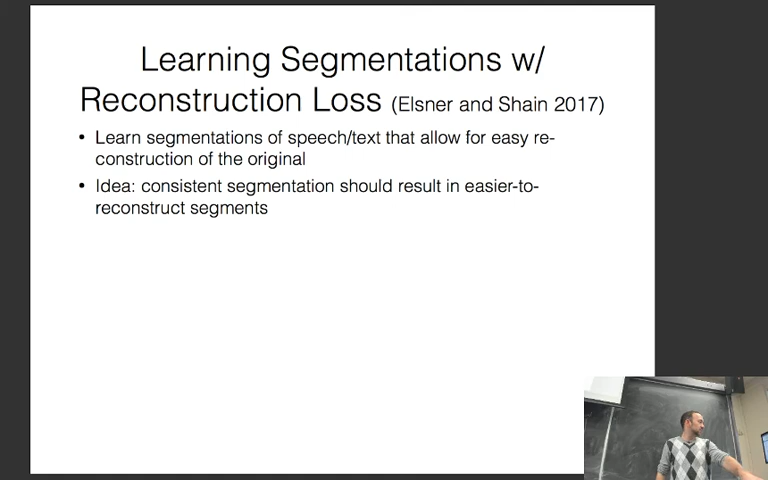 Learning Segmentations w/
Reconstruction Loss (Elsner and Shain 2017)
• Learn segmentations of speech/text that allow for easy re-
construction of the original
• Idea: consistent segmentation should result in easier-to-
reconstruct segments